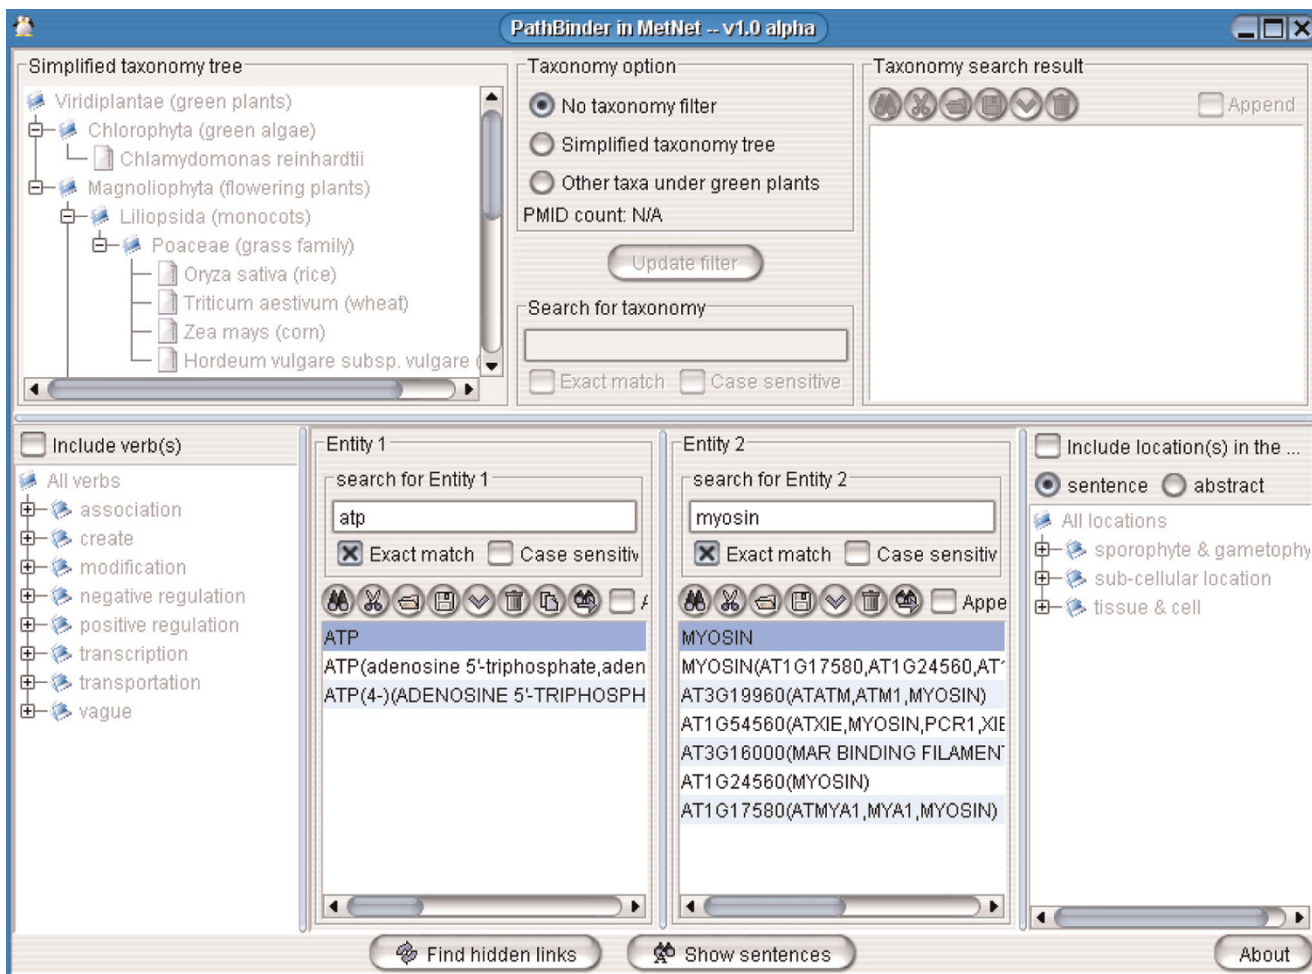 PathBinder in MetNet -- v1.0 alpha
Simplified taxonomy tree
Viridiplantae (green plants)
Chlorophyta (green algae)
Chlamydomonas reinhardtii
Magnoliophyta (flowering plants)
Liliopsida (monocots)
Poaceae (grass family)
Oryza sativa (rice)
Triticum aestivum (wheat)
Zea mays (corn)
Hordeum vulgare subsp. vulgare (
Taxonomy option
No taxonomy filter
Simplified taxonomy tree
Other taxa under green plants
PMID count: N/A
Update filter
Search for taxonomy
Exact match Case sensitive
Taxonomy search result
Append
Include verb(s)
All verbs
association
create
modification
negative regulation
positive regulation
transcription
transportation
vague
Entity 1
search for Entity 1
atp
Exact match Case sensitiv
ATP
ATP(adenosine 5'-triphosphate,aden
ATP(4-)(ADENOSINE 5'-TRIPHOSPH
Entity 2
search for Entity 2
myosin
Exact match Case sensitiv
Appe
MYOSIN
MYOSIN(AT1G17580,AT1G24560,AT1
AT3G19960(ATATM,ATM1,MYOSIN)
AT1G54560(ATXIE,MYOSIN,PCR1,XIE
AT3G16000(MAR BINDING FILAMENT
AT1G24560(MYOSIN)
AT1G17580(ATMYA1,MYA1,MYOSIN)
Include location(s) in the ...
sentence abstract
All locations
sporophyte & gametophy
sub-cellular location
tissue & cell
Find hidden links
Show sentences
About